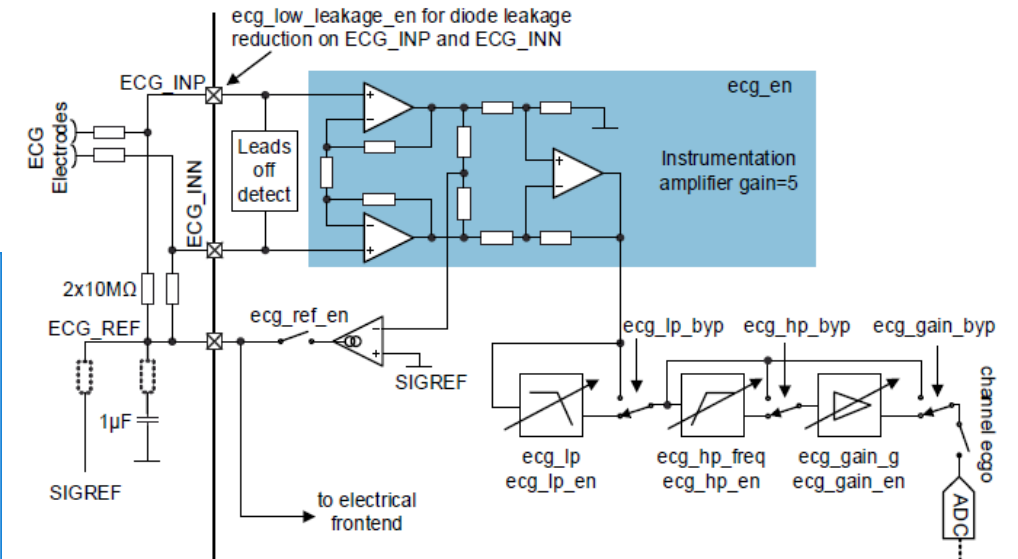 ecg_low_leakage_en for diode leakage
reduction on ECG_INP and ECG_INN
ECG_INP
ecg_en
ECG
Electrodes
Leads
off
detect
+
-
-
+
+
-
Instrumentation
amplifier gain=5
ECG_INN
2x10MΩ
ECG_REF
ecg_ref_en
-
+
SIGREF
ecg_lp_byp
ecg_hp_byp
ecg_gain_byp
1µF
SIGREF
ecg_lp
ecg_lp_en
ecg_hp_freq
ecg_hp_en
ecg_gain_g
ecg_gain_en
channel ecgo
ADC
to electrical
frontend